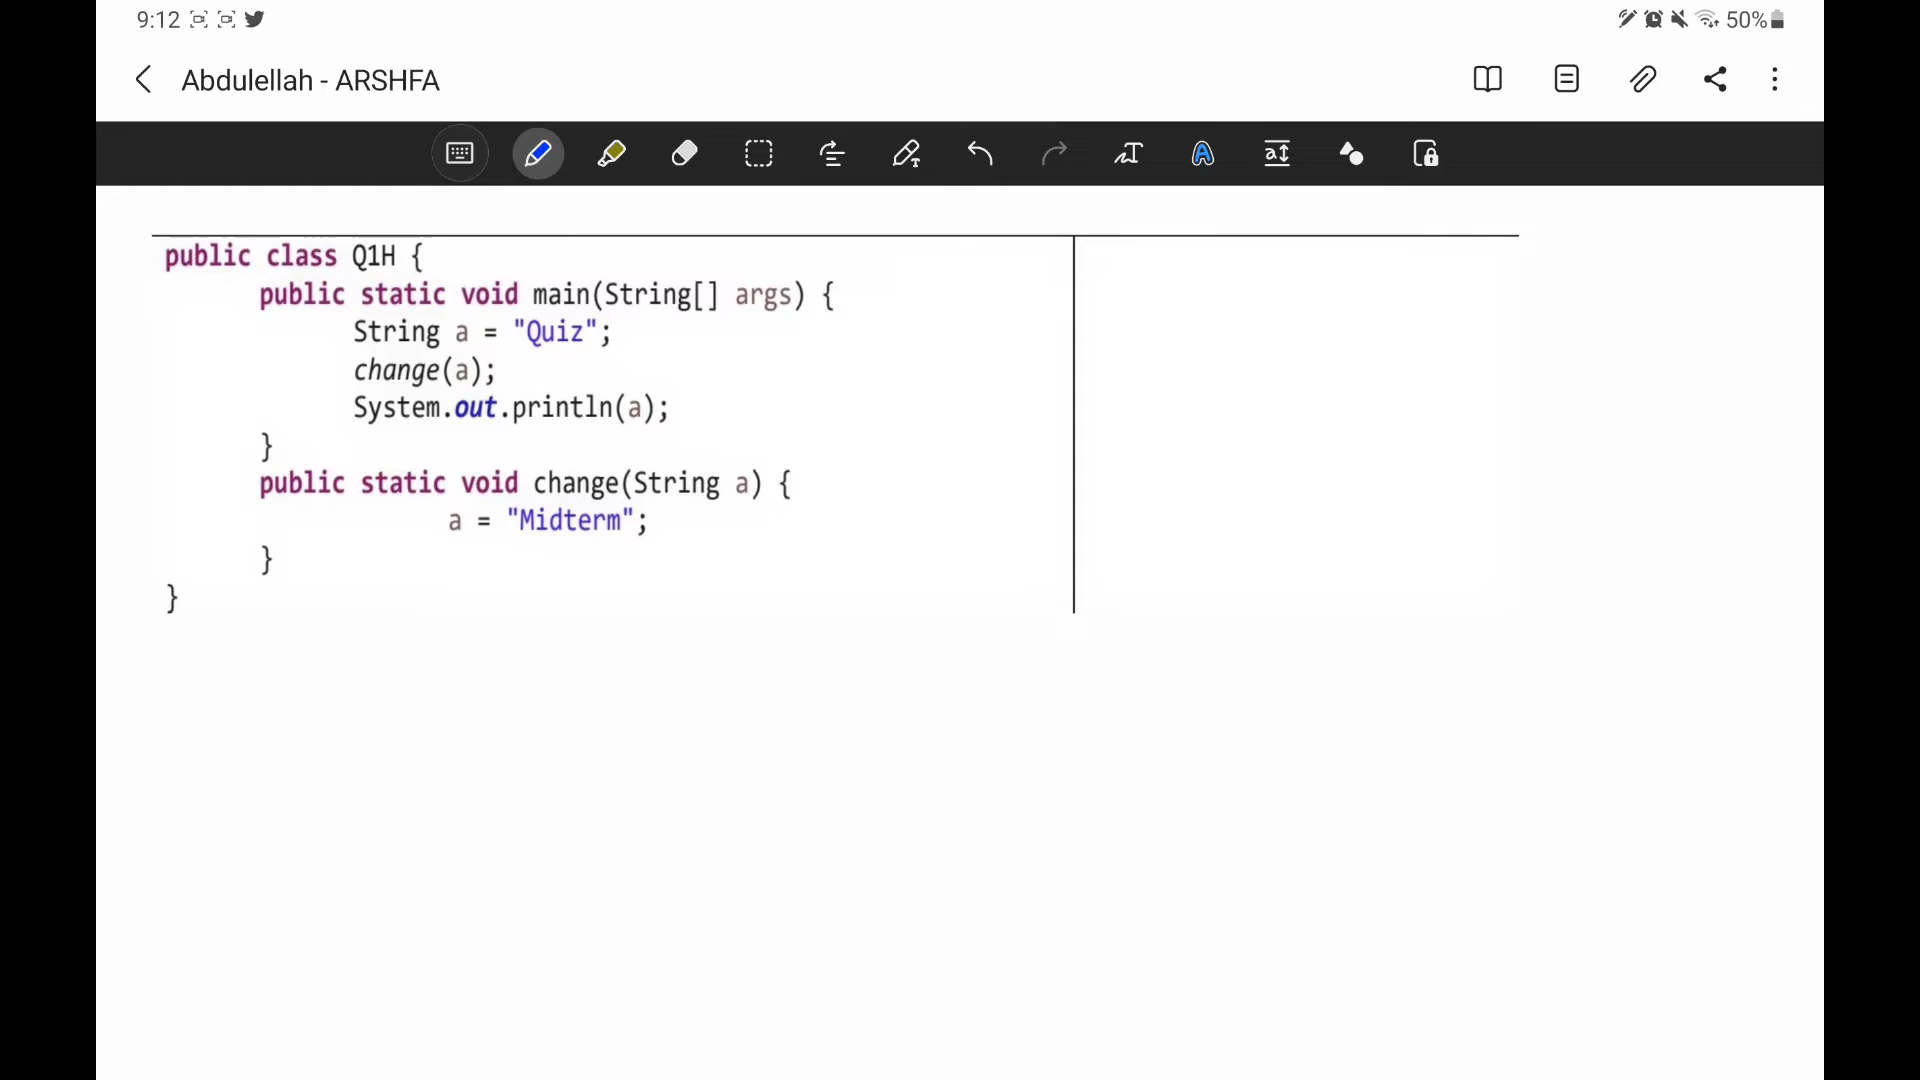 9:12
50%
Abdulellah - ARSHFA
public class Q1H {
public static void main(String[] args) {
String a = "Quiz";
change(a);
System.out.println(a);
}
public static void change(String a) {
a = "Midterm";
}
}